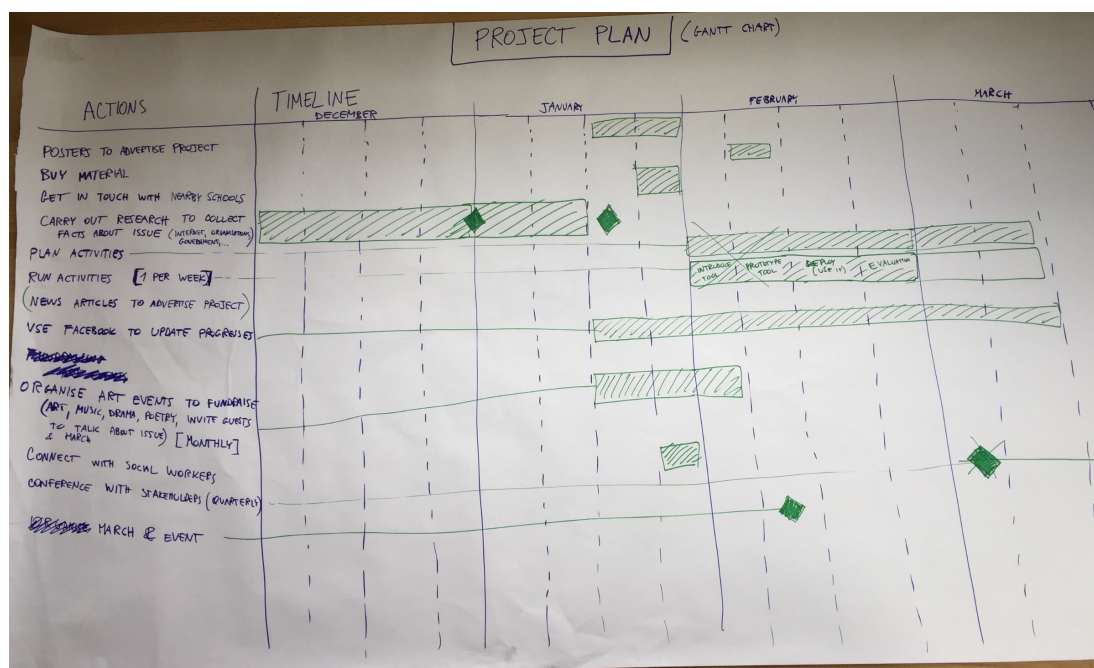 PROJECT PLAN (GANTT CHART)
ACTIONS
TIMELINE
DECEMBER
JANUARY
FEBRUARY
MARCH
POSTERS TO ADVERTISE PROJECT
BUY MATERIAL
GET IN TOUCH WITH NEARBY SCHOOLS
CARRY OUT RESEARCH TO COLLECT
FACTS ABOUT ISSUE (INTERNET, ORGANISATIONS,
GOVERNMENT,...
PLAN ACTIVITIES
RUN ACTIVITIES [1 PER WEEK]
INTRODUCE
TOOL
PROTOTYPE
TOOL
DEPLOY
(USE IT)
EVALUATION
(NEWS ARTICLES TO ADVERTISE PROJECT)
USE FACEBOOK TO UPDATE PROGRESSES
ORGANISE ART EVENTS TO FUNDRAISE
(ART, MUSIC, DRAMA, POETRY, INVITE GUESTS
TO TALK ABOUT ISSUE) [MONTHLY]
& MARCH
CONNECT WITH SOCIAL WORKERS
CONFERENCE WITH STAKEHOLDERS (QUARTERLY)
MARCH & EVENT